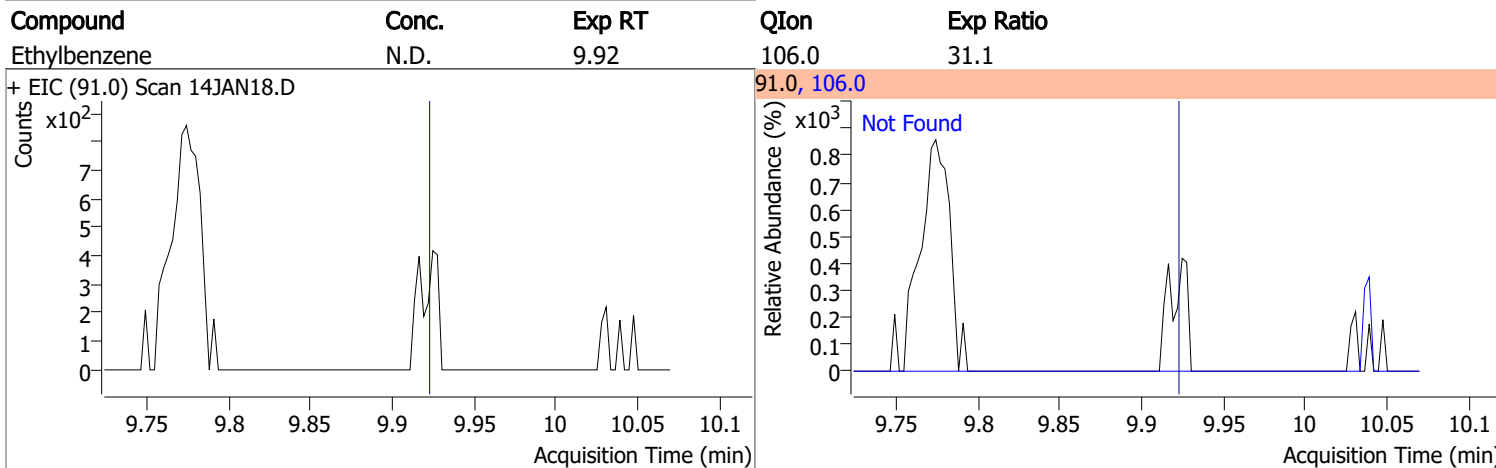 Compound Conc. Exp RT QIon Exp Ratio
Ethylbenzene N.D. 9.92 106.0 31.1
+ EIC (91.0) Scan 14JAN18.D
Counts
x10²
7
6
5
4
3
2
1
0
9.75 9.8 9.85 9.9 9.95 10 10.05 10.1
Acquisition Time (min)
91.0, 106.0
Relative Abundance (%)
x10³
Not Found
0.8
0.7
0.6
0.5
0.4
0.3
0.2
0.1
0
9.75 9.8 9.85 9.9 9.95 10 10.05 10.1
Acquisition Time (min)